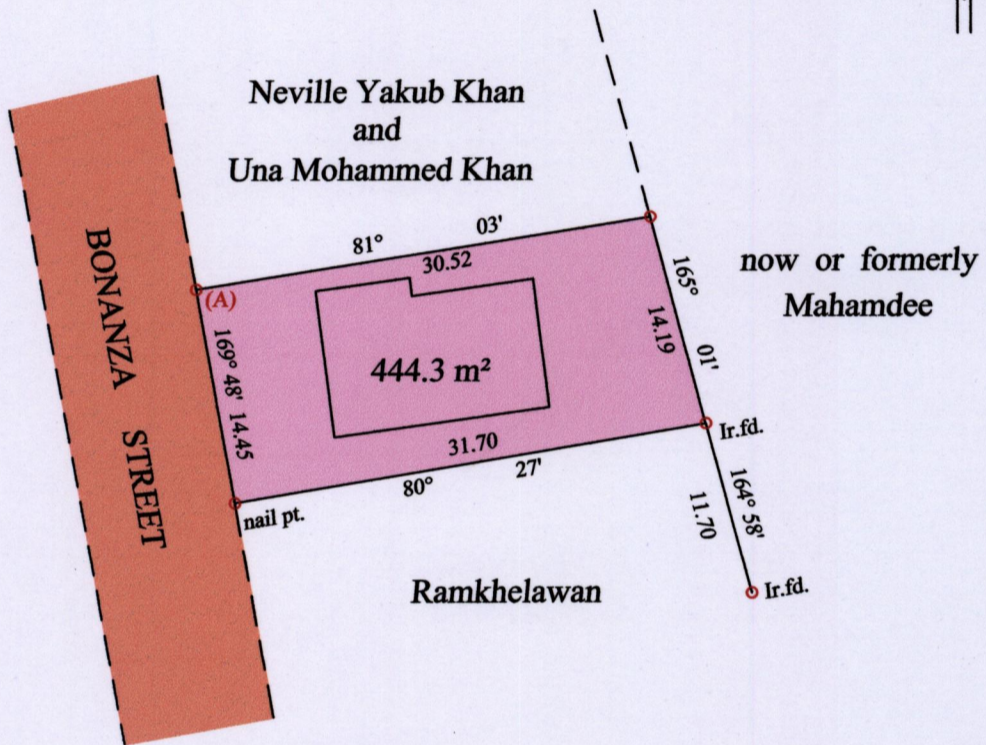 Neville Yakub Khan
and
Una Mohammed Khan
81° 03'
30.52
(A)
BONANZA STREET
169° 48' 14.45
444.3 m²
165° 01'
14.19
now or formerly
Mahamdee
31.70
80° 27'
nail pt.
Ir.fd.
164° 58'
11.70
Ir.fd.
Ramkhelawan